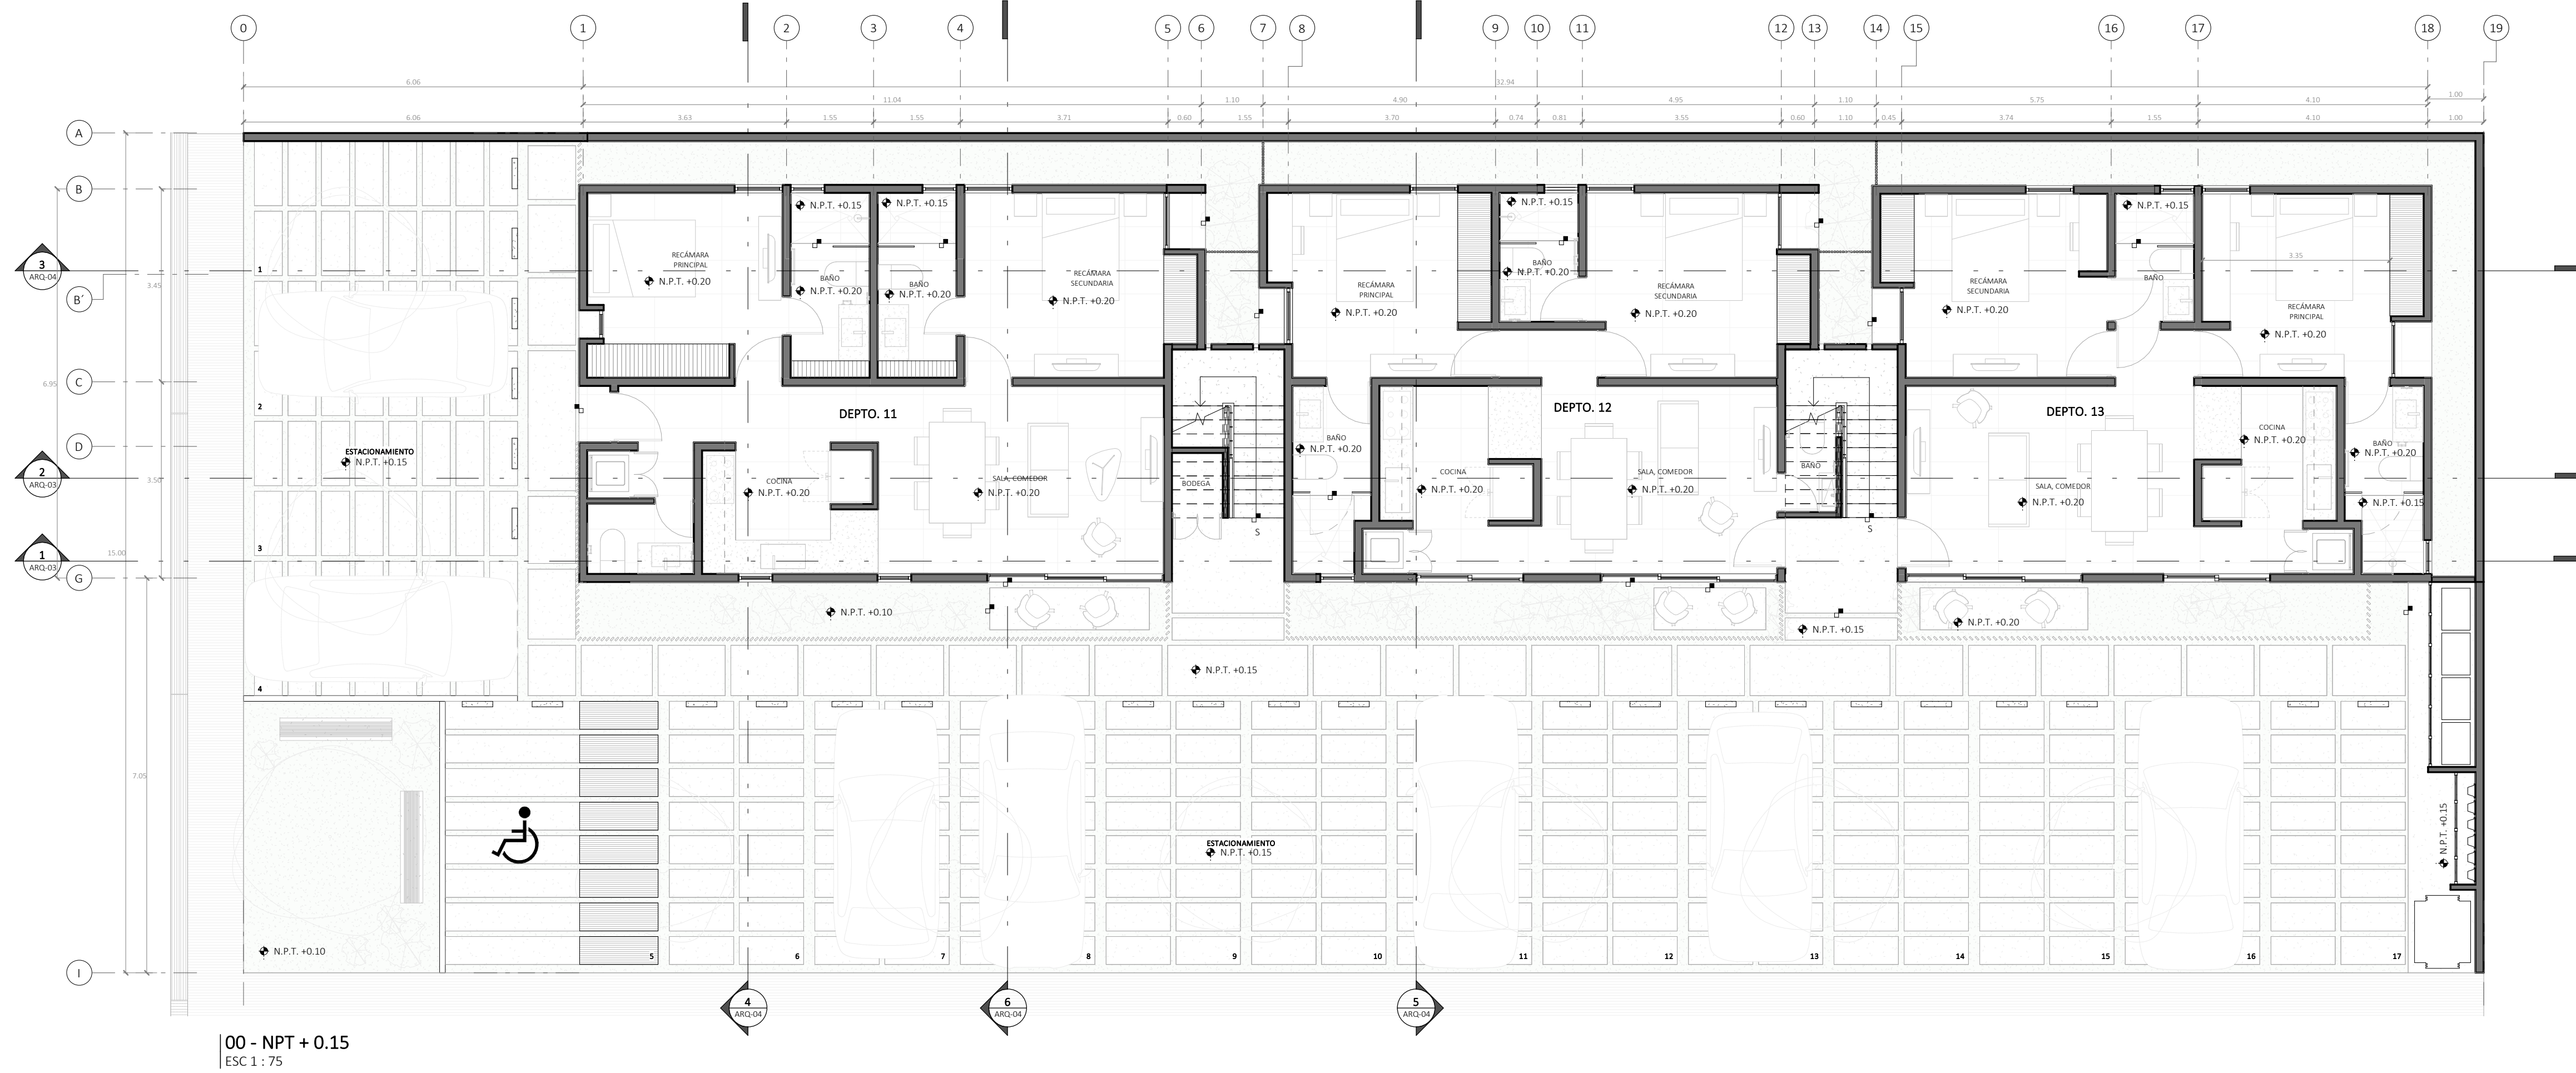 0 1 2 3 4 5 6 7 8 9 10 11 12 13 14 15 16 17 18 19
6.06 32.94
11.04 1.10 4.90 4.95 1.10 5.75 4.10 1.00
6.06 3.63 1.55 1.55 3.71 0.60 1.55 3.70 0.74 0.81 3.55 0.60 1.10 0.45 3.74 1.55 4.10 1.00
A
B
3
ARQ-04
B´
3.45
C
6.95
D
2
ARQ-03
3.50
1
ARQ-03
15.00
G
7.05
I
1
2
ESTACIONAMIENTO
N.P.T. +0.15
3
4
N.P.T. +0.10
RECÁMARA
PRINCIPAL
N.P.T. +0.20
N.P.T. +0.15
BAÑO
N.P.T. +0.20
N.P.T. +0.15
BAÑO
N.P.T. +0.20
RECÁMARA
SECUNDARIA
N.P.T. +0.20
DEPTO. 11
COCINA
N.P.T. +0.20
SALA, COMEDOR
N.P.T. +0.20
BODEGA
S
N.P.T. +0.10
RECÁMARA
PRINCIPAL
N.P.T. +0.20
N.P.T. +0.15
BAÑO
N.P.T. +0.20
RECÁMARA
SECUNDARIA
N.P.T. +0.20
DEPTO. 12
BAÑO
N.P.T. +0.20
COCINA
N.P.T. +0.20
SALA, COMEDOR
N.P.T. +0.20
BAÑO
S
N.P.T. +0.15
RECÁMARA
SECUNDARIA
N.P.T. +0.20
N.P.T. +0.15
BAÑO
3.35
RECÁMARA
PRINCIPAL
N.P.T. +0.20
DEPTO. 13
COCINA
N.P.T. +0.20
BAÑO
N.P.T. +0.20
SALA, COMEDOR
N.P.T. +0.20
N.P.T. +0.15
N.P.T. +0.20
N.P.T. +0.15
ESTACIONAMIENTO
N.P.T. +0.15
N.P.T. +0.15
5 6 7 8 9 10 11 12 13 14 15 16 17
4
ARQ-04
6
ARQ-04
5
ARQ-04
00 - NPT + 0.15
ESC 1 : 75